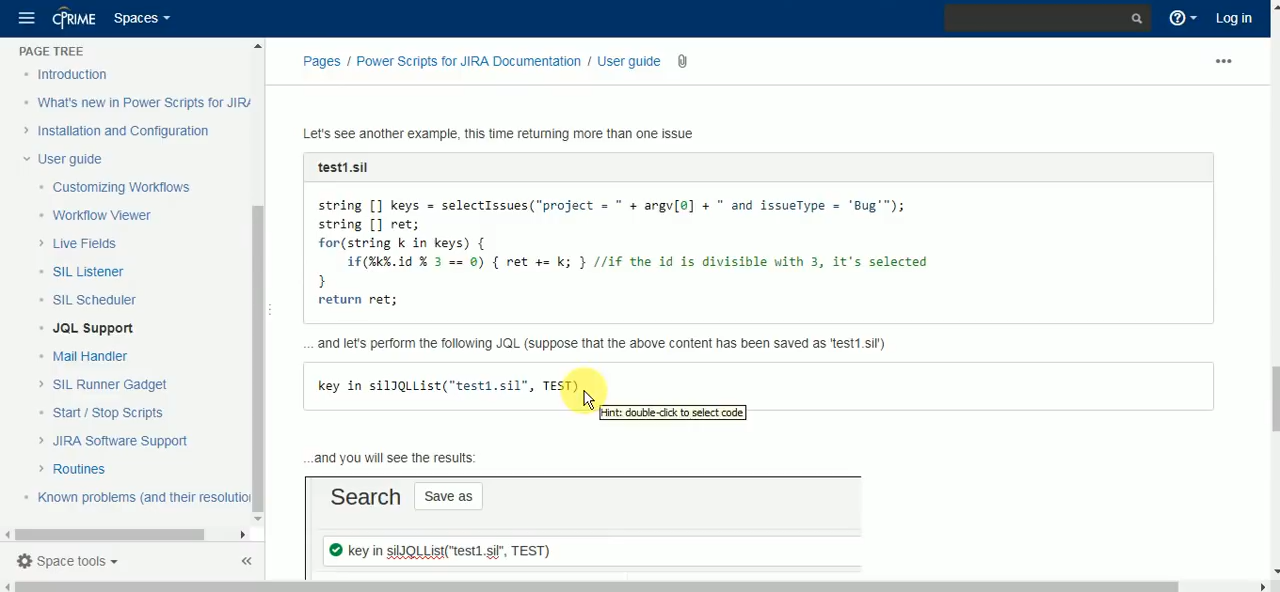 CPRIME Spaces Log in
PAGE TREE
Introduction
What's new in Power Scripts for JIRA
Installation and Configuration
User guide
Customizing Workflows
Workflow Viewer
Live Fields
SIL Listener
SIL Scheduler
JQL Support
Mail Handler
SIL Runner Gadget
Start / Stop Scripts
JIRA Software Support
Routines
Known problems (and their resolutio
Space tools
Pages / Power Scripts for JIRA Documentation / User guide
Let's see another example, this time returning more than one issue
test1.sil
string [] keys = selectIssues("project = " + argv[0] + " and issueType = 'Bug'");
string [] ret;
for(string k in keys) {
if(%k%.id % 3 == 0) { ret += k; } //if the id is divisible with 3, it's selected
}
return ret;
... and let's perform the following JQL (suppose that the above content has been saved as 'test1.sil')
key in silJQLList("test1.sil", TEST)
Hint: double-click to select code
...and you will see the results:
Search Save as
key in silJQLList("test1.sil", TEST)